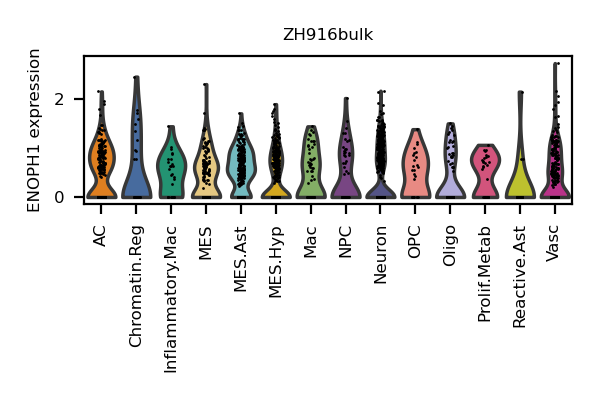 ZH916bulk
ENOPH1 expression
2
0
AC
Chromatin.Reg
Inflammatory.Mac
MES
MES.Ast
MES.Hyp
Mac
NPC
Neuron
OPC
Oligo
Prolif.Metab
Reactive.Ast
Vasc